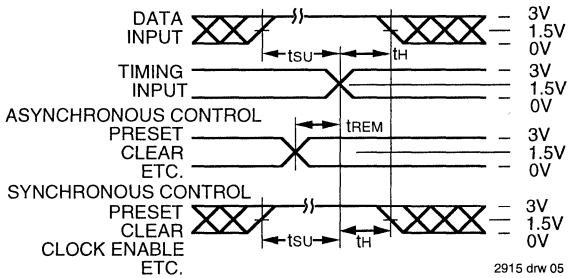 DATA
INPUT
tSU
tH
3V
1.5V
0V
TIMING
INPUT
3V
1.5V
0V
ASYNCHRONOUS CONTROL
PRESET
CLEAR
ETC.
tREM
3V
1.5V
0V
SYNCHRONOUS CONTROL
PRESET
CLEAR
CLOCK ENABLE
ETC.
tSU
tH
3V
1.5V
0V
2915 drw 05